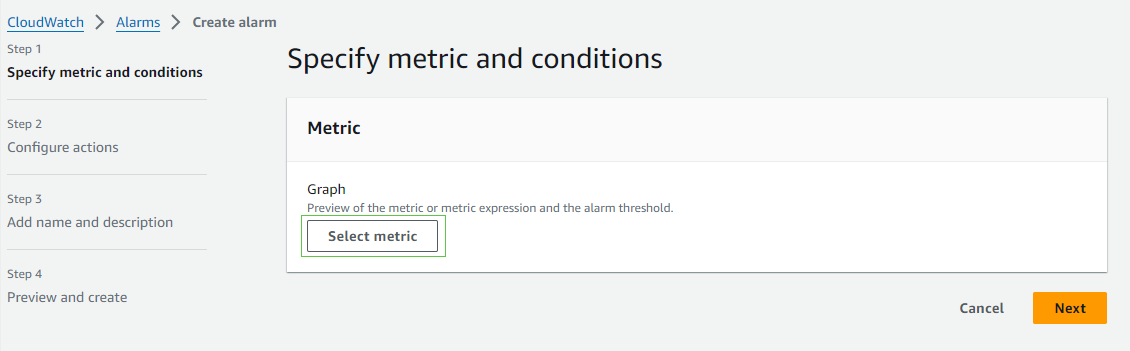 CloudWatch > Alarms > Create alarm
Step 1
Specify metric and conditions
Step 2
Configure actions
Step 3
Add name and description
Step 4
Preview and create
Specify metric and conditions
Metric
Graph
Preview of the metric or metric expression and the alarm threshold.
Select metric
Cancel Next